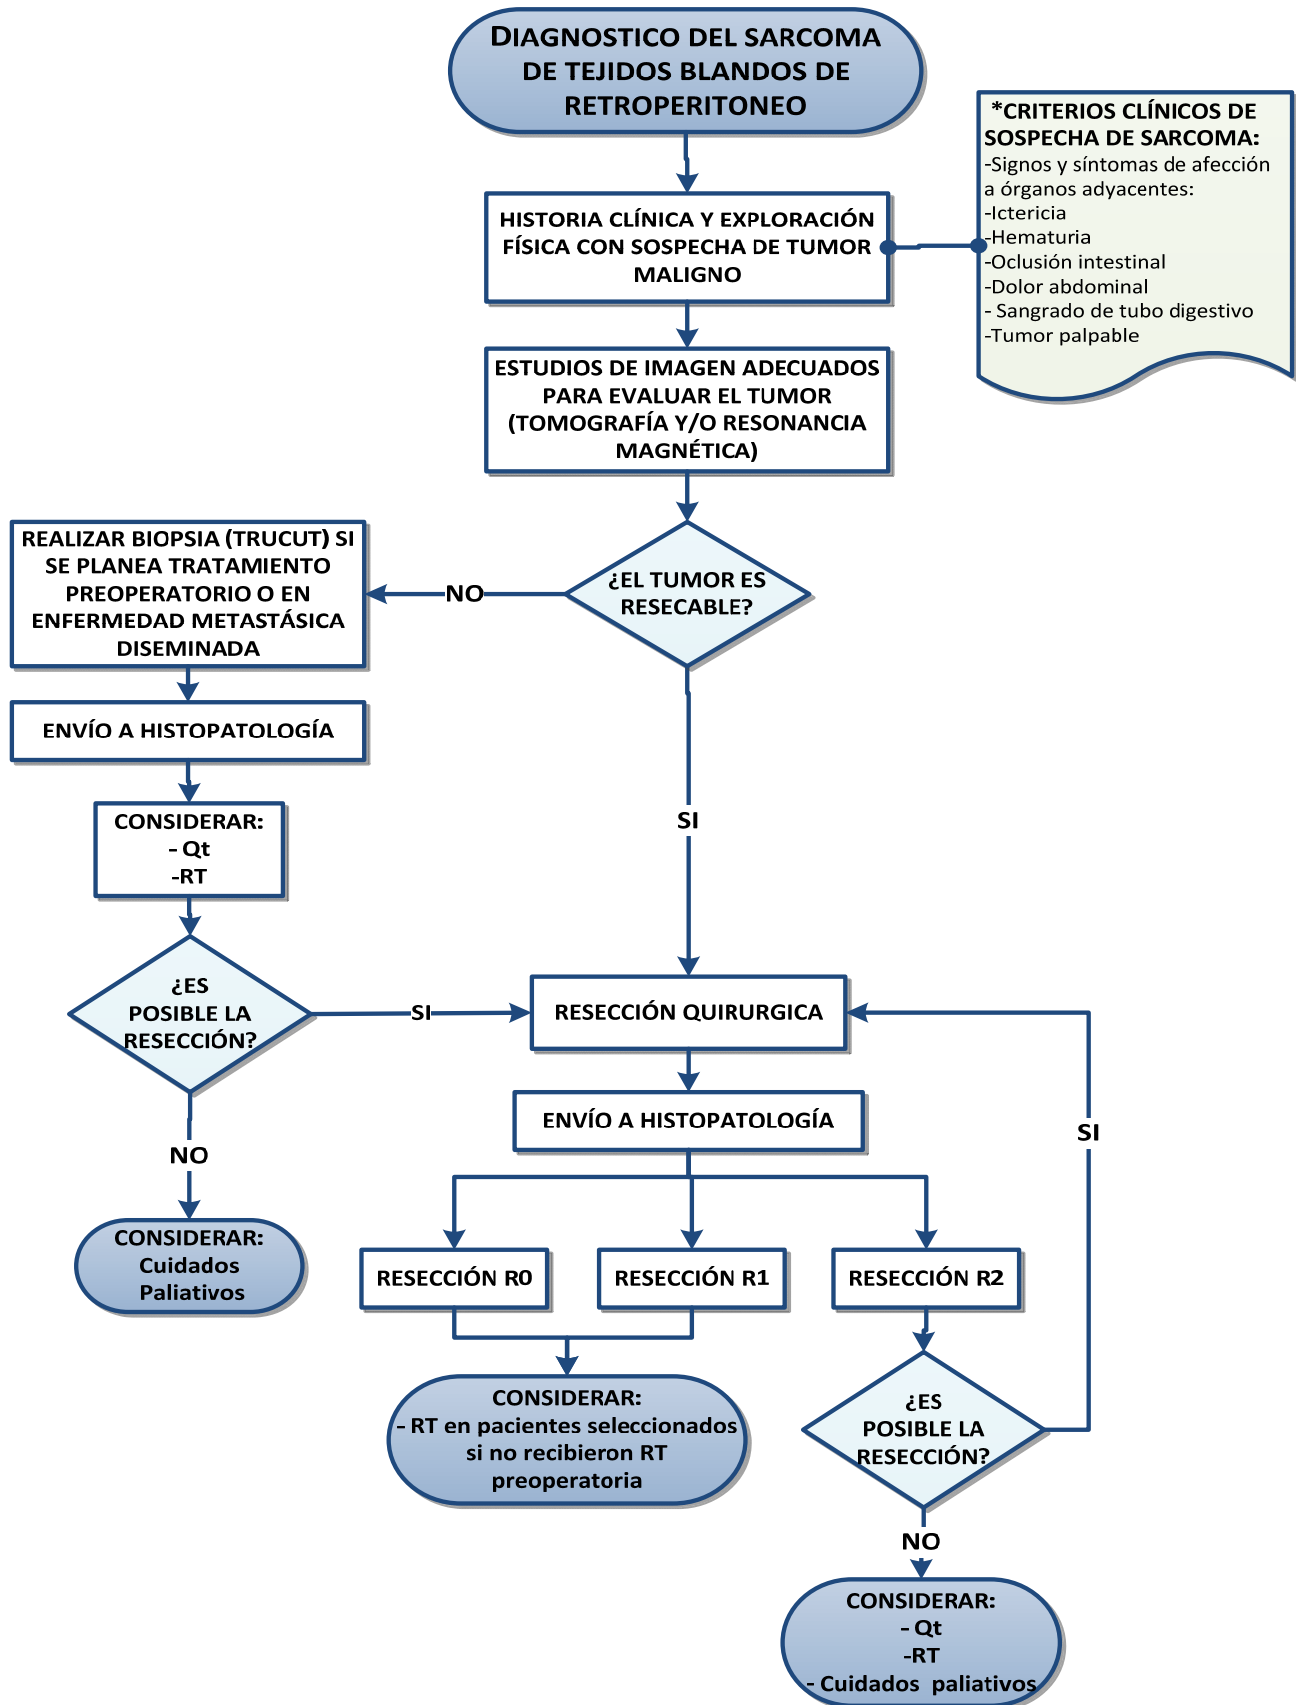 DIAGNOSTICO DEL SARCOMA
DE TEJIDOS BLANDOS DE
RETROPERITONEO
*CRITERIOS CLÍNICOS DE
SOSPECHA DE SARCOMA:
-Signos y síntomas de afección
a órganos adyacentes:
-Ictericia
-Hematuria
-Oclusión intestinal
-Dolor abdominal
- Sangrado de tubo digestivo
-Tumor palpable
HISTORIA CLÍNICA Y EXPLORACIÓN
FÍSICA CON SOSPECHA DE TUMOR
MALIGNO
ESTUDIOS DE IMAGEN ADECUADOS
PARA EVALUAR EL TUMOR
(TOMOGRAFÍA Y/O RESONANCIA
MAGNÉTICA)
¿EL TUMOR ES
RESECABLE?
NO
REALIZAR BIOPSIA (TRUCUT) SI
SE PLANEA TRATAMIENTO
PREOPERATORIO O EN
ENFERMEDAD METASTÁSICA
DISEMINADA
ENVÍO A HISTOPATOLOGÍA
CONSIDERAR:
- Qt
-RT
SI
¿ES
POSIBLE LA
RESECCIÓN?
SI
RESECCIÓN QUIRURGICA
ENVÍO A HISTOPATOLOGÍA
SI
NO
CONSIDERAR:
Cuidados
Paliativos
RESECCIÓN R0
RESECCIÓN R1
RESECCIÓN R2
CONSIDERAR:
- RT en pacientes seleccionados
si no recibieron RT
preoperatoria
¿ES
POSIBLE LA
RESECCIÓN?
NO
CONSIDERAR:
- Qt
-RT
- Cuidados paliativos